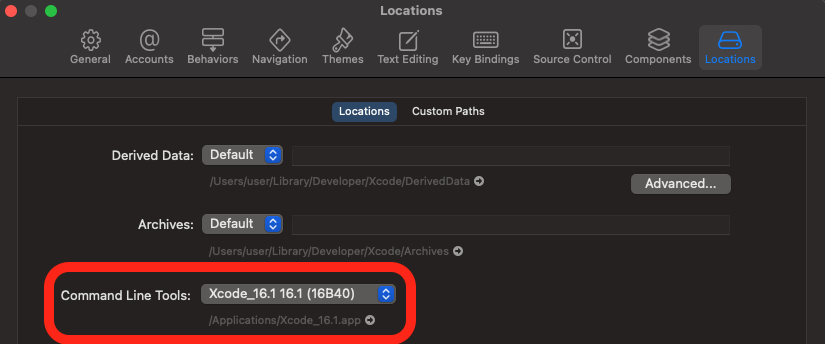 Locations
General Accounts Behaviors Navigation Themes Text Editing Key Bindings Source Control Components Locations
Locations Custom Paths
Derived Data: Default
/Users/user/Library/Developer/Xcode/DerivedData
Advanced...
Archives: Default
/Users/user/Library/Developer/Xcode/Archives
Command Line Tools: Xcode_16.1 16.1 (16B40)
/Applications/Xcode_16.1.app